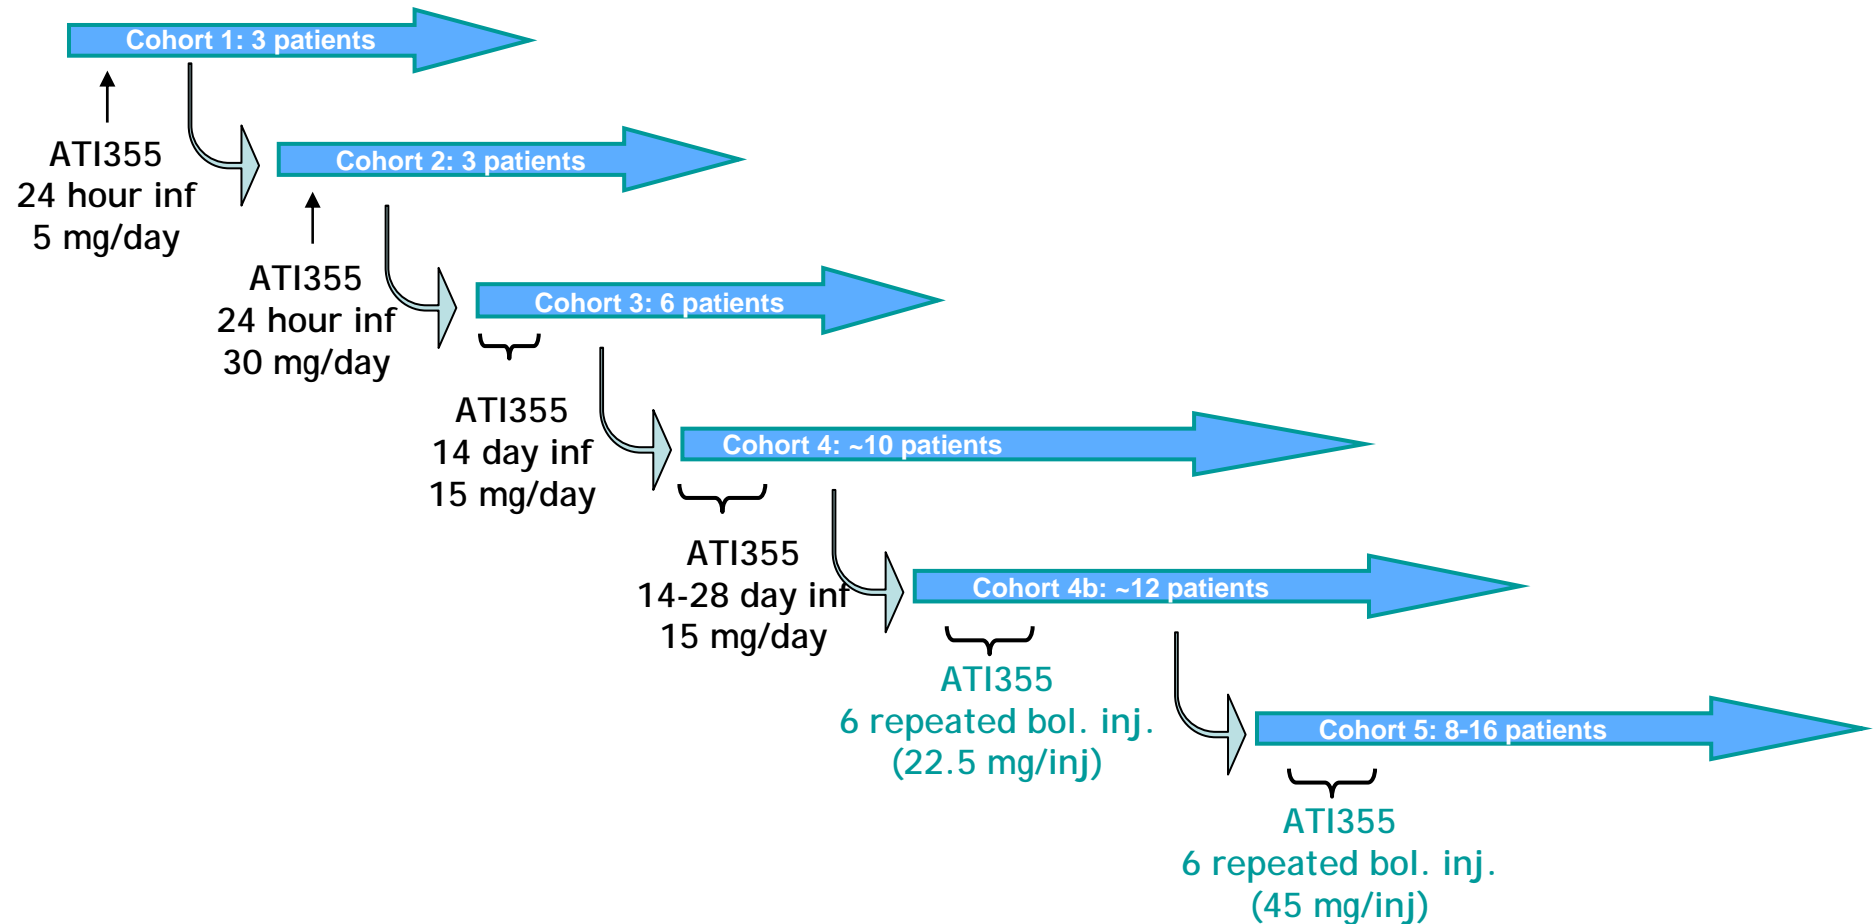 Cohort 1: 3 patients
ATI355
24 hour inf
5 mg/day
Cohort 2: 3 patients
ATI355
24 hour inf
30 mg/day
Cohort 3: 6 patients
ATI355
14 day inf
15 mg/day
Cohort 4: ~10 patients
ATI355
14-28 day inf
15 mg/day
Cohort 4b: ~12 patients
ATI355
6 repeated bol. inj.
(22.5 mg/inj)
Cohort 5: 8-16 patients
ATI355
6 repeated bol. inj.
(45 mg/inj)